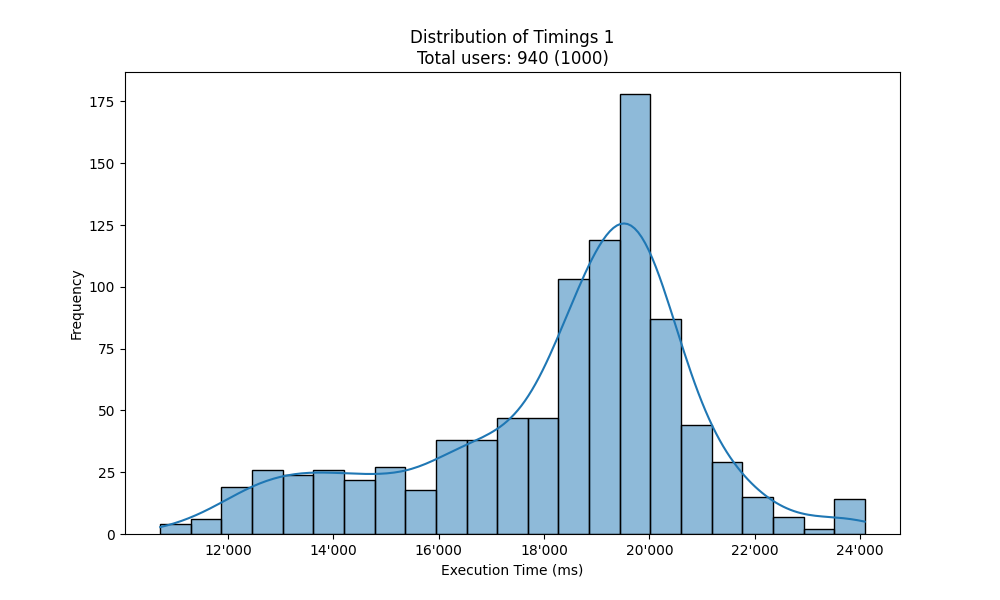 Distribution of Timings 1
Total users: 940 (1000)
Frequency
175
150
125
100
75
50
25
0
12'000 14'000 16'000 18'000 20'000 22'000 24'000
Execution Time (ms)